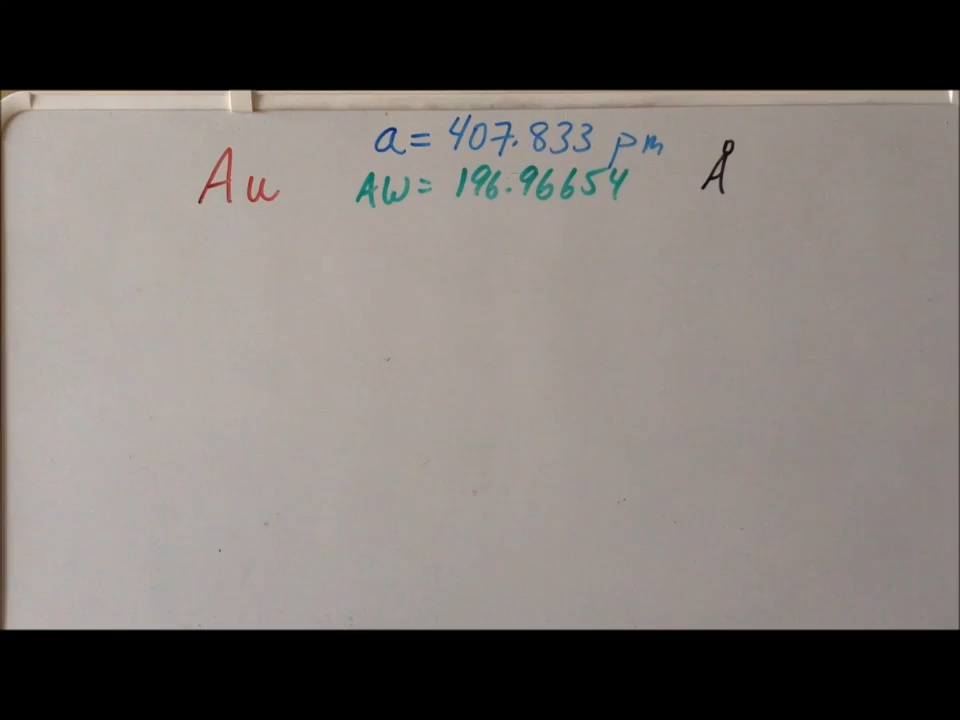 a = 407.833 pm
Au AW = 196.96654 Å